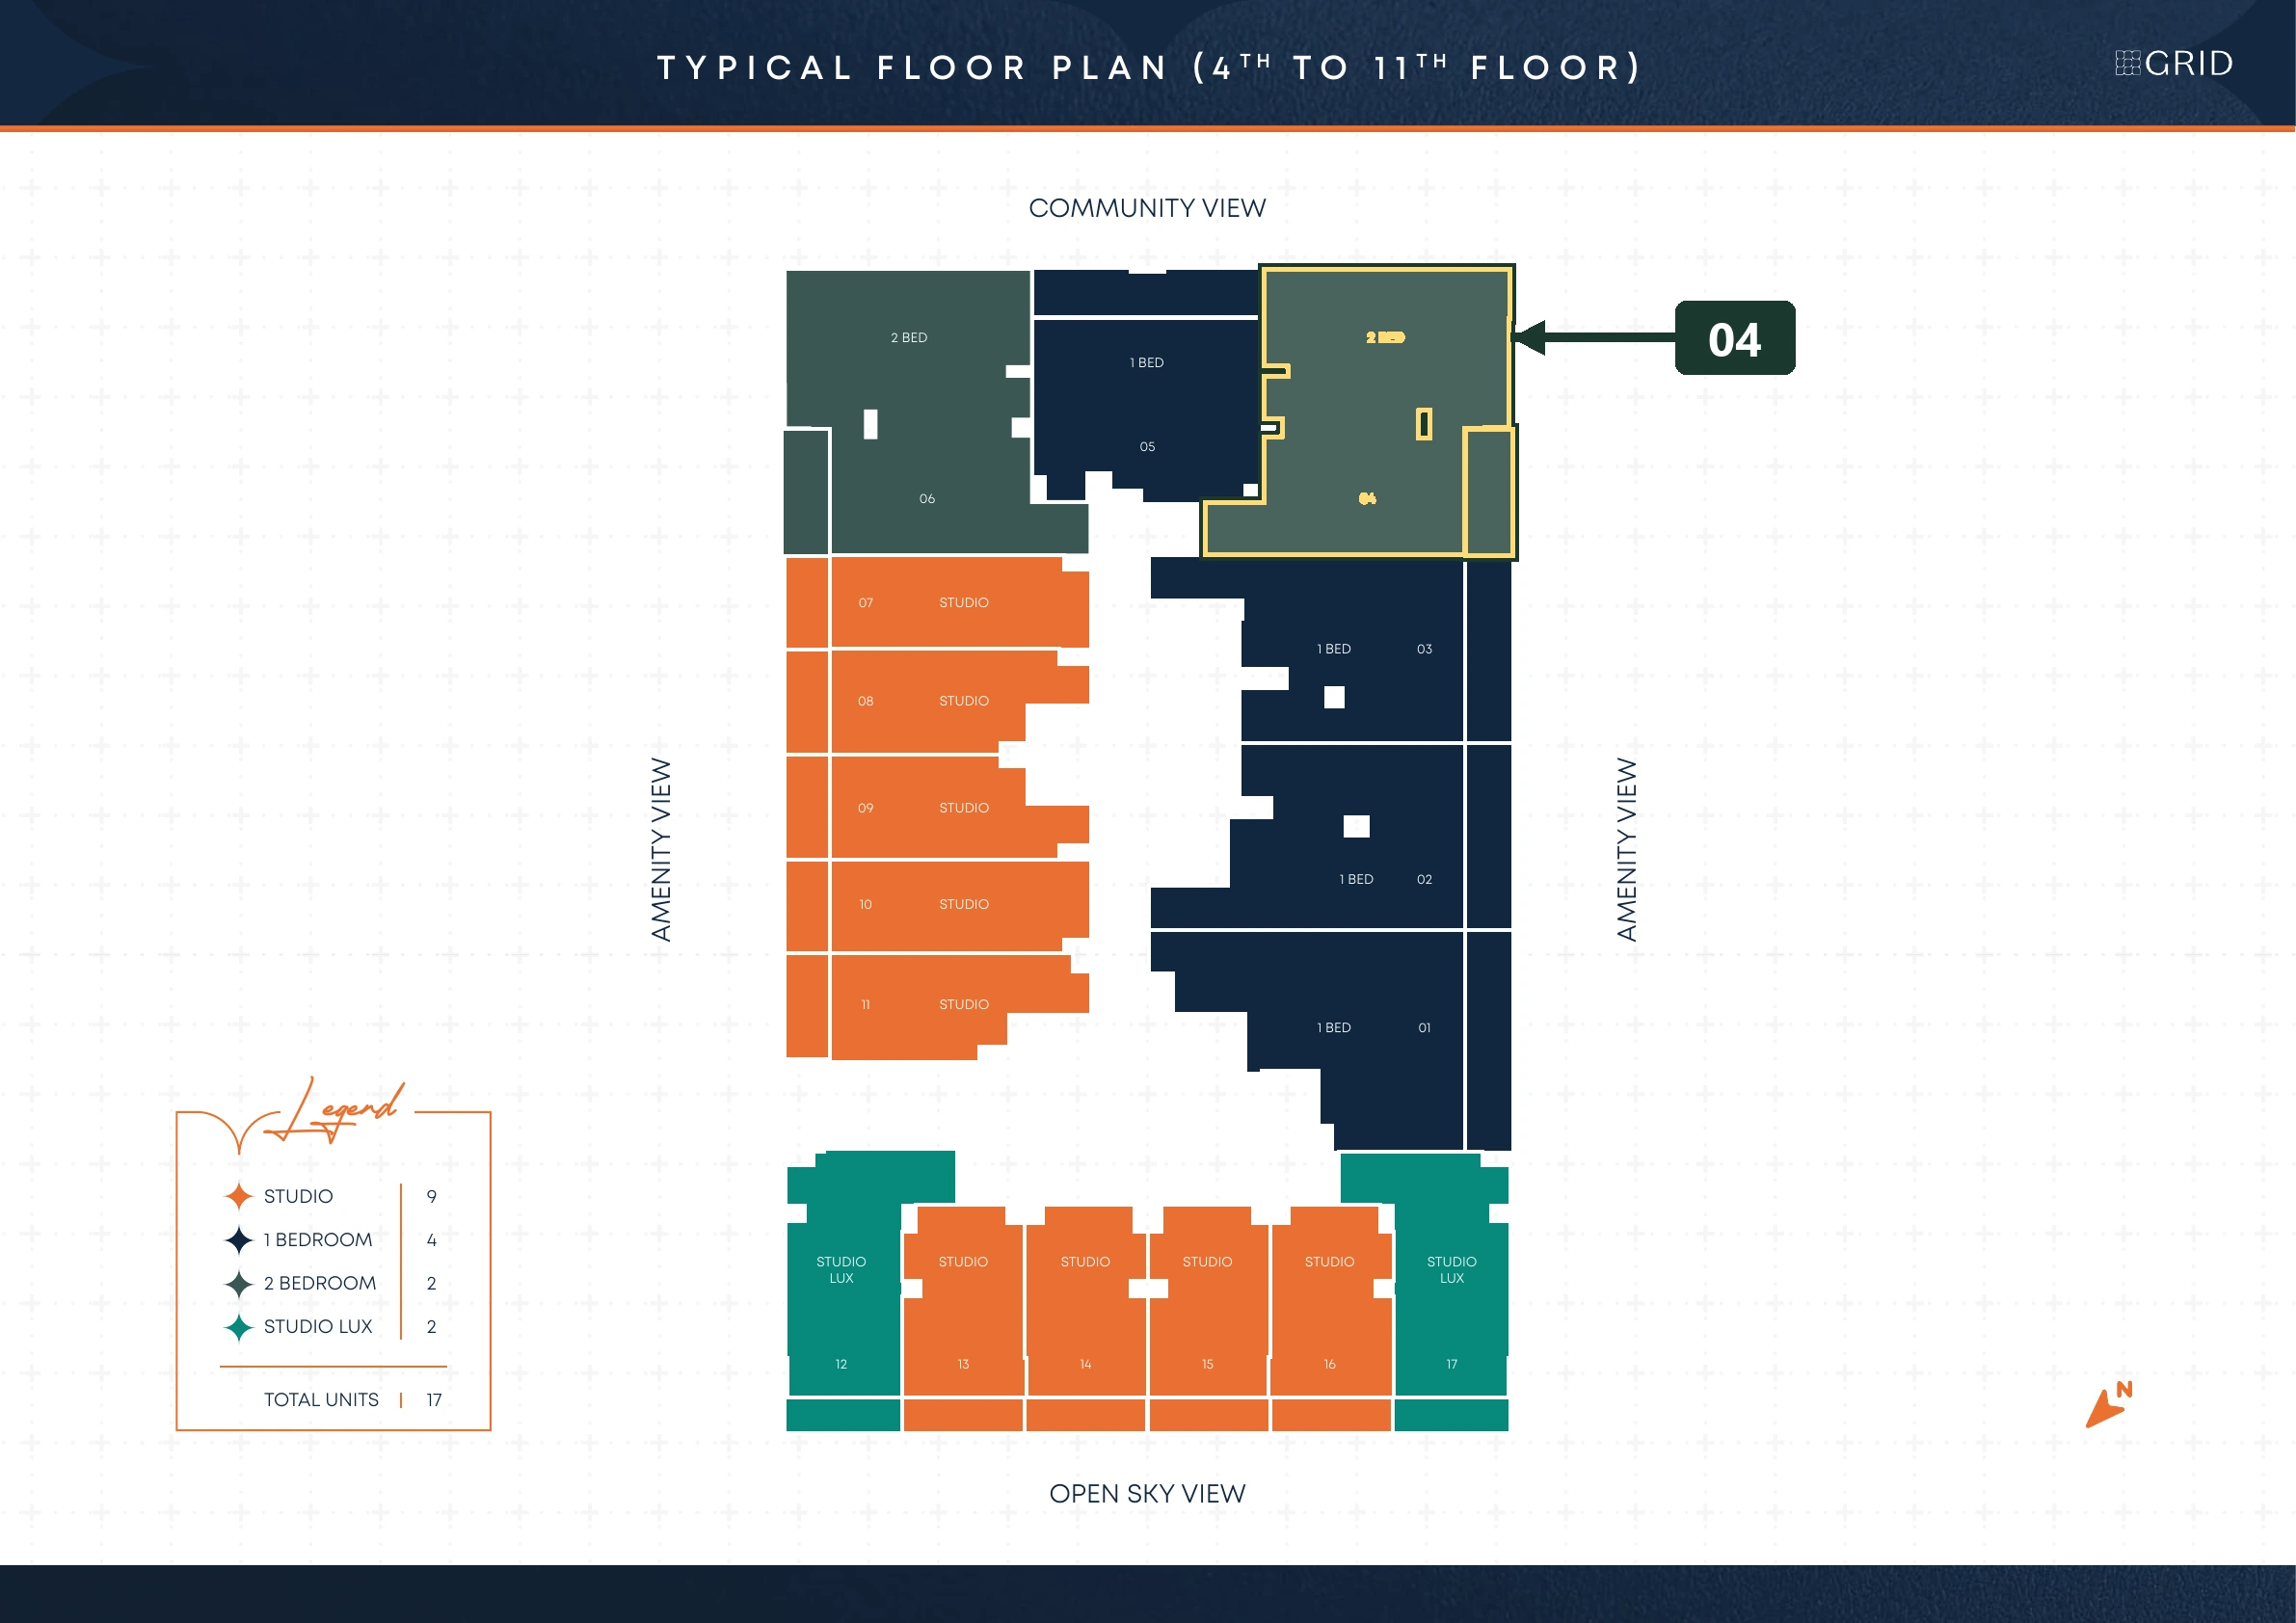 TYPICAL FLOOR PLAN (4TH TO 11TH FLOOR)
GRID
COMMUNITY VIEW
2 BED
1 BED
04
05
06
07 STUDIO
1 BED 03
08 STUDIO
AMENITY VIEW
AMENITY VIEW
09 STUDIO
1 BED 02
10 STUDIO
11 STUDIO
1 BED 01
Legend
STUDIO 9
1 BEDROOM 4
2 BEDROOM 2
STUDIO LUX 2
TOTAL UNITS 17
STUDIO LUX
STUDIO
STUDIO
STUDIO
STUDIO
STUDIO LUX
12
13
14
15
16
17
N
OPEN SKY VIEW